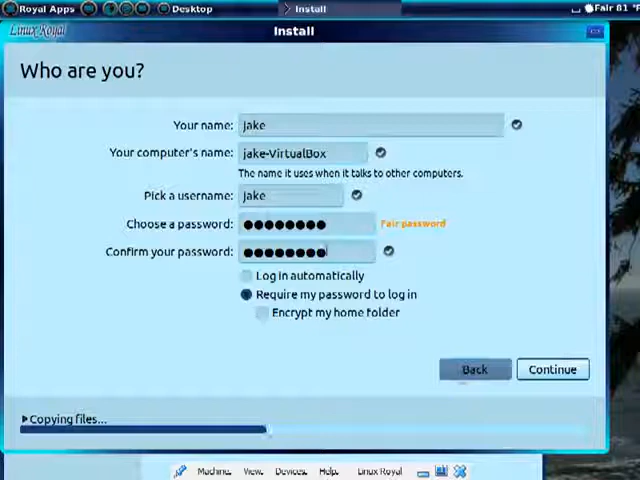 Royal Apps Desktop Install Fair 81 °F
Linux Royal Install
Who are you?
Your name: jake
Your computer's name: jake-VirtualBox
The name it uses when it talks to other computers.
Pick a username: jake
Choose a password: ●●●●●●●● Fair password
Confirm your password: ●●●●●●●●
Log in automatically
Require my password to log in
Encrypt my home folder
Back Continue
Copying files...
Machine. View. Devices. Help. Linux Royal